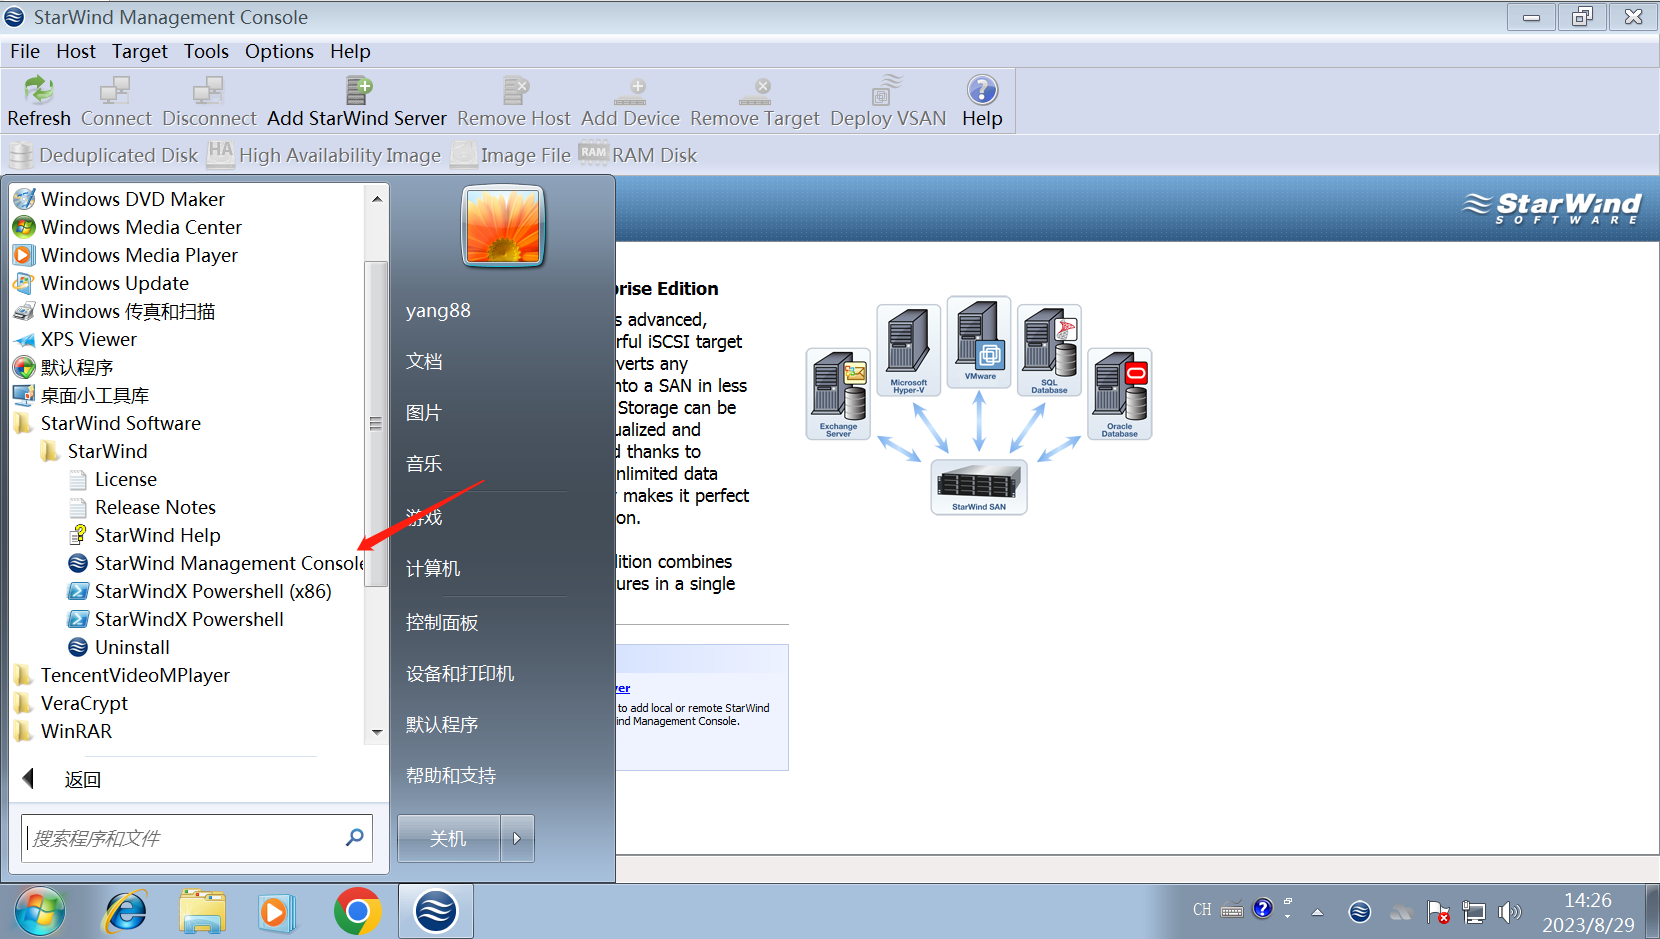 StarWind Management Console
File Host Target Tools Options Help
Refresh Connect Disconnect Add StarWind Server Remove Host Add Device Remove Target Deploy VSAN Help
Deduplicated Disk HA High Availability Image Image File RAM RAM Disk
Windows DVD Maker
Windows Media Center
Windows Media Player
Windows Update
Windows 传真和扫描
XPS Viewer
默认程序
桌面小工具库
StarWind Software
StarWind
License
Release Notes
StarWind Help
StarWind Management Console
StarWindX Powershell (x86)
StarWindX Powershell
Uninstall
TencentVideoMPlayer
VeraCrypt
WinRAR
返回
搜索程序和文件
yang88
文档
图片
音乐
游戏
计算机
控制面板
设备和打印机
默认程序
帮助和支持
关机
StarWind
SOFTWARE
prise Edition
s advanced,
rful iSCSI target
verts any
nto a SAN in less
Storage can be
ualized and
d thanks to
nlimited data
makes it perfect
on.
dition combines
ures in a single
ver
to add local or remote StarWind
ind Management Console.
Exchange
Server
Microsoft
Hyper-V
VMware
SQL
Database
Oracle
Database
StarWind SAN
CH
14:26
2023/8/29